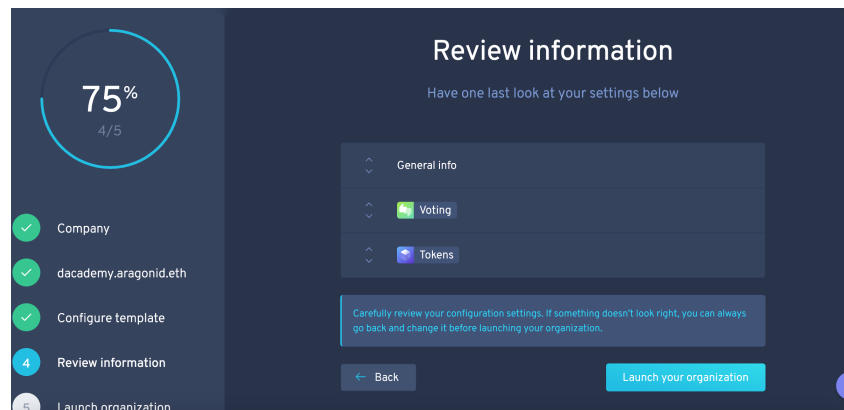 75%
4/5
Company
dacademy.aragonid.eth
Configure template
4
Review information
5
Launch organization
Review information
Have one last look at your settings below
General info
Voting
Tokens
Carefully review your configuration settings. If something doesn't look right, you can always
go back and change it before launching your organization.
← Back
Launch your organization